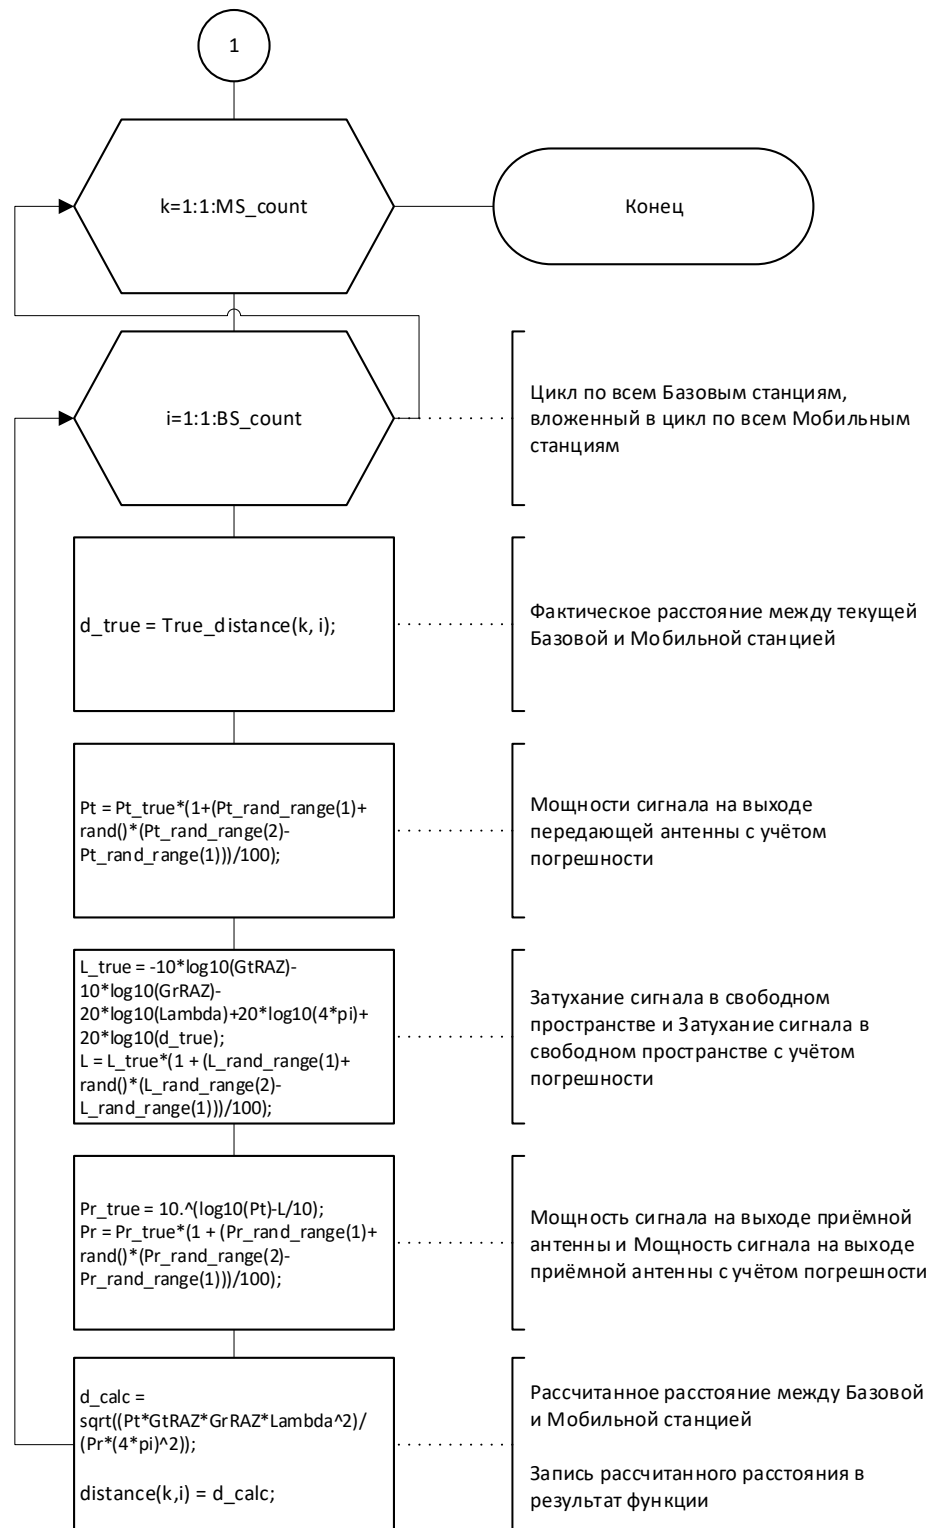 1
k=1:1:MS_count
Конец
i=1:1:BS_count
Цикл по всем Базовым станциям,
вложенный в цикл по всем Мобильным
станциям
d_true = True_distance(k, i);
Фактическое расстояние между текущей
Базовой и Мобильной станцией
Pt = Pt_true*(1+(Pt_rand_range(1)+
rand()*(Pt_rand_range(2)-
Pt_rand_range(1)))/100);
Мощности сигнала на выходе
передающей антенны с учётом
погрешности
L_true = -10*log10(GtRAZ)-
10*log10(GrRAZ)-
20*log10(Lambda)+20*log10(4*pi)+
20*log10(d_true);
L = L_true*(1 + (L_rand_range(1)+
rand()*(L_rand_range(2)-
L_rand_range(1)))/100);
Затухание сигнала в свободном
пространстве и Затухание сигнала в
свободном пространстве с учётом
погрешности
Pr_true = 10.^(log10(Pt)-L/10);
Pr = Pr_true*(1 + (Pr_rand_range(1)+
rand()*(Pr_rand_range(2)-
Pr_rand_range(1)))/100);
Мощность сигнала на выходе приёмной
антенны и Мощность сигнала на выходе
приёмной антенны с учётом погрешности
d_calc =
sqrt((Pt*GtRAZ*GrRAZ*Lambda^2)/
(Pr*(4*pi)^2));
distance(k,i) = d_calc;
Рассчитанное расстояние между Базовой
и Мобильной станцией
Запись рассчитанного расстояния в
результат функции